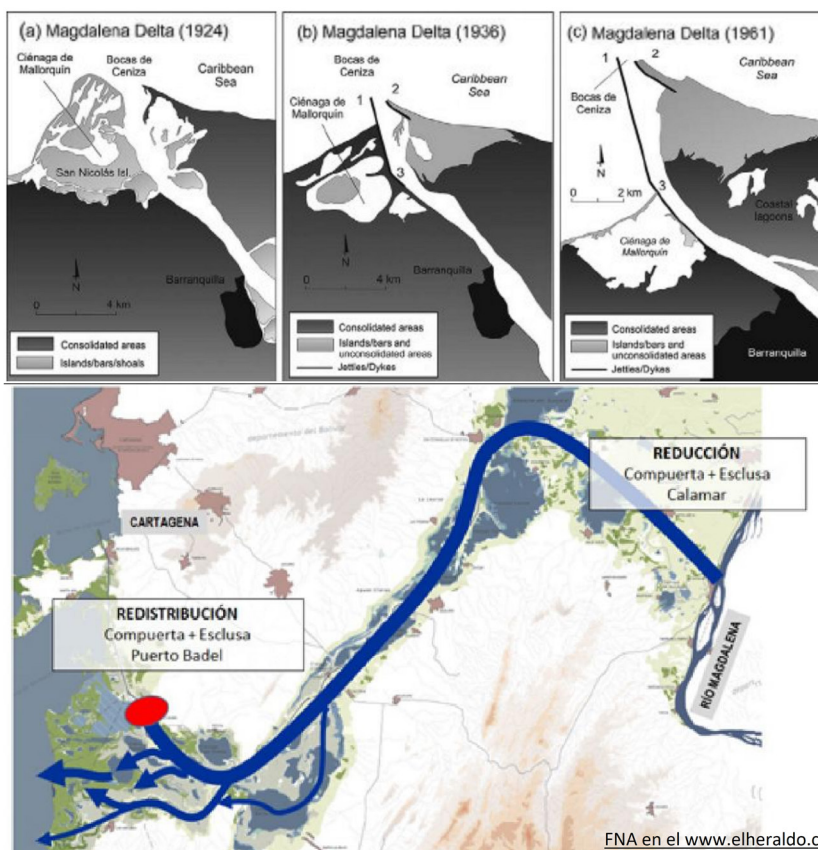 (a) Magdalena Delta (1924)
Ciénaga de
Mallorquín
Bocas de
Ceniza
Caribbean
Sea
San Nicolás Isl.
Barranquilla
N
0 4 km
Consolidated areas
Islands/bars/shoals
(b) Magdalena Delta (1936)
Bocas de
Ceniza
Caribbean
Sea
1
2
Ciénaga de
Mallorquín
3
Barranquilla
N
0 4 km
Consolidated areas
Islands/bars and
unconsolidated areas
Jetties/Dykes
(c) Magdalena Delta (1961)
1
2
Bocas de
Ceniza
Caribbean
Sea
N
0 2 km
3
Coastal
lagoons
Ciénaga de
Mallorquín
Consolidated areas
Islands/bars and
unconsolidated areas
Jetties/Dykes
Barranquilla
REDUCCIÓN
Compuerta + Esclusa
Calamar
CARTAGENA
REDISTRIBUCIÓN
Compuerta + Esclusa
Puerto Badel
RÍO MAGDALENA
FNA en el www.elheraldo.c